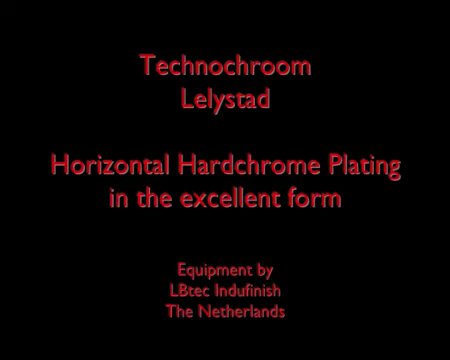 Technochroom
Lelystad
Horizontal Hardchrome Plating
in the excellent form
Equipment by
LBtec Indufinish
The Netherlands